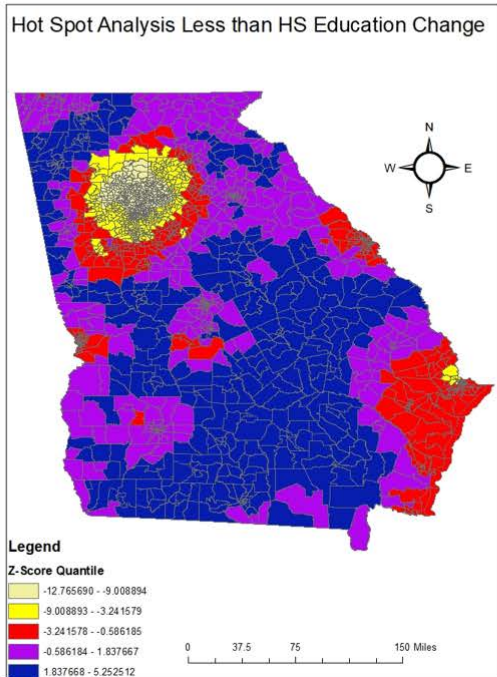 Hot Spot Analysis Less than HS Education Change
N
W
E
S
Legend
Z-Score Quantile
-12.765690 - -9.008894
-9.008893 - -3.241579
-3.241578 - -0.586185
-0.586184 - 1.837667
1.837668 - 5.252512
0 37.5 75 150 Miles